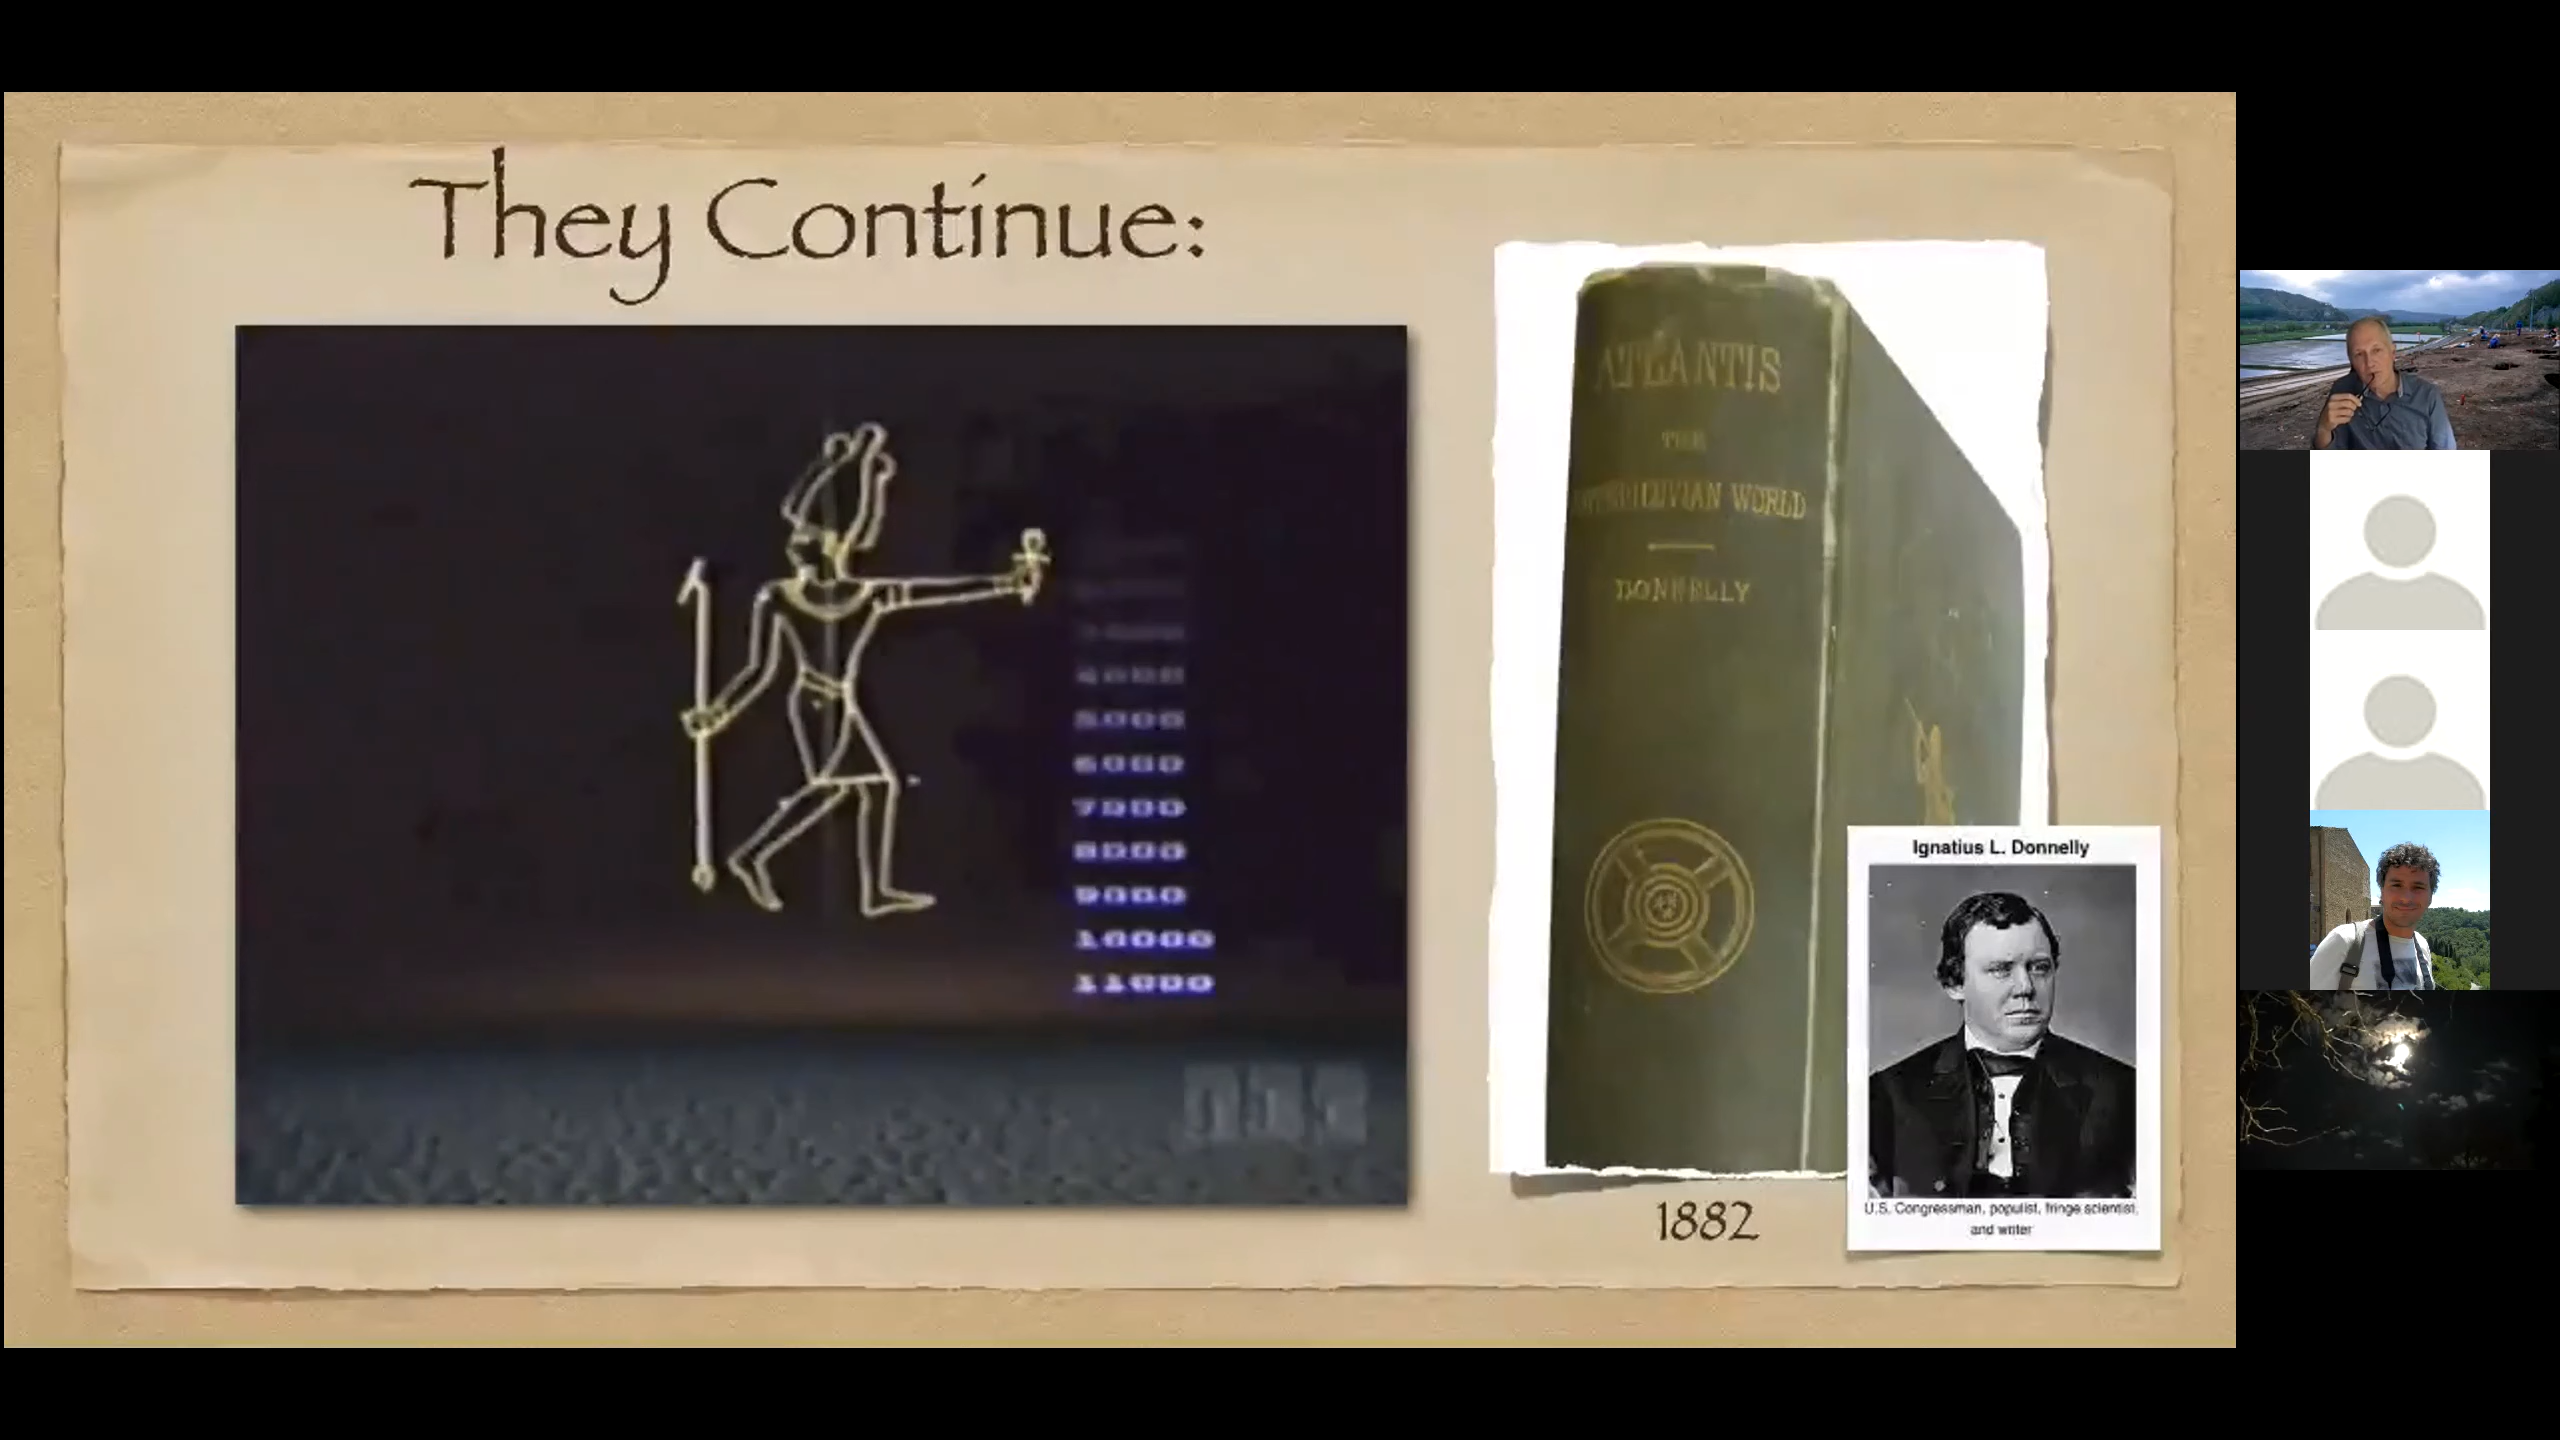 They Continue:
4000
5000
6000
7000
8000
9000
10000
11000
ATLANTIS
THE
ANTEDILUVIAN WORLD
DONNELLY
1882
Ignatius L. Donnelly
U.S. Congressman, populist, fringe scientist,
and writer